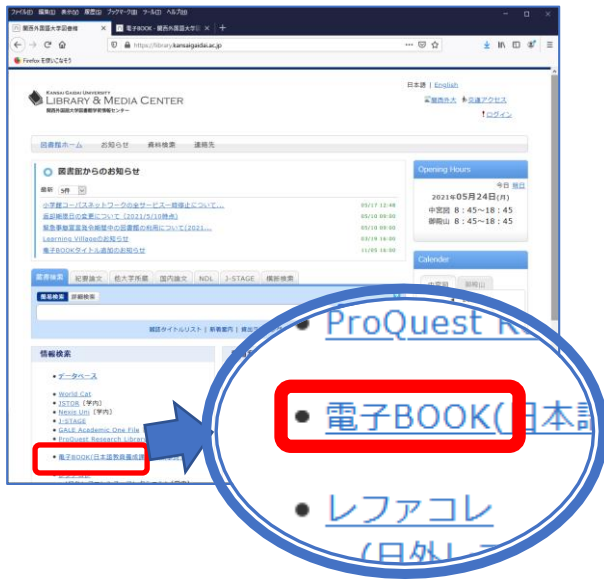 ファイル(F) 編集(E) 表示(V) 履歴(S) ブックマーク(B) ツール(T) ヘルプ(H)
関西外国語大学図書館
電子BOOK - 関西外国語大学
https://library.kansaigaidai.ac.jp
Firefox を使いこなそう
日本語 | English
KANSAI GAIDAI UNIVERSITY
LIBRARY & MEDIA CENTER
関西外国語大学図書館学術情報センター
関西外大 交通アクセス
ログイン
図書館ホーム お知らせ 資料検索 連絡先
図書館からのお知らせ
最新 5件
小学館コーパスネットワークの全サービス一時停止について... 05/17 12:48
返却期限日の変更について (2021/5/10時点) 05/10 09:00
緊急事態宣言発令期間中の図書館の利用について(2021... 05/10 09:00
Learning Villageのお知らせ 03/19 14:00
電子BOOKタイトル追加のお知らせ 11/05 14:00
Opening Hours
今日 明日
2021年05月24日(月)
中宮図 8:45~18:45
御殿山 8:45~18:45
Calender
中宮図 御殿山
蔵書検索 紀要論文 他大学所蔵 国内論文 NDL J-STAGE 横断検索
簡易検索 詳細検索
雑誌タイトルリスト | 新着案内 |
情報検索
データベース
World Cat
JSTOR (学内)
Nexis Uni (学内)
J-STAGE
GALE Academic One File
ProQuest Research Library
電子BOOK(日本語教員養成課
ProQuest Re
電子BOOK(日本語
レファコレ
(日外レフ